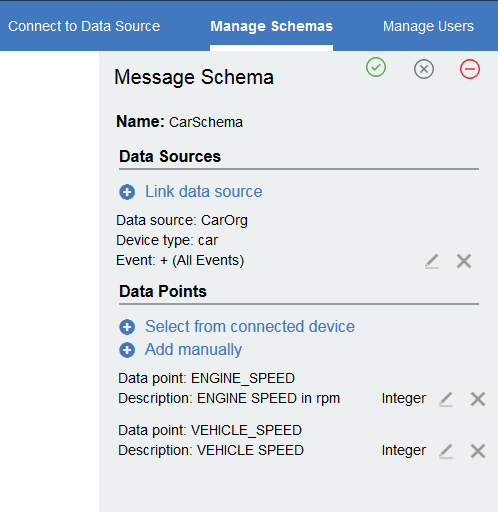 Connect to Data Source Manage Schemas Manage Users
Message Schema
Name: CarSchema
Data Sources
Link data source
Data source: CarOrg
Device type: car
Event: + (All Events)
Data Points
Select from connected device
Add manually
Data point: ENGINE_SPEED
Description: ENGINE SPEED in rpm Integer
Data point: VEHICLE_SPEED
Description: VEHICLE SPEED Integer